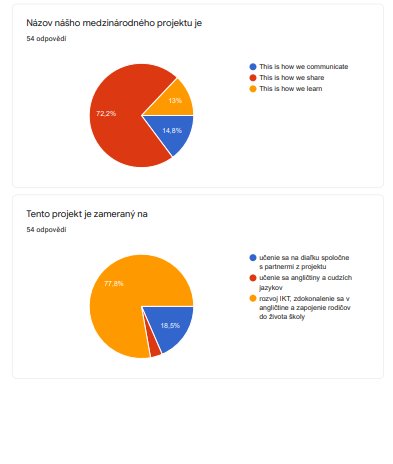 Názov nášho medzinárodného projektu je
54 odpovědí
This is how we communicate
This is how we share
This is how we learn
72,2%
13%
14,8%
Tento projekt je zameraný na
54 odpovědí
učenie sa na diaľku spoločne
s partnermi z projektu
učenie sa angličtiny a cudzích
jazykov
rozvoj IKT, zdokonalenie sa v
angličtine a zapojenie rodičov
do života školy
77,8%
18,5%